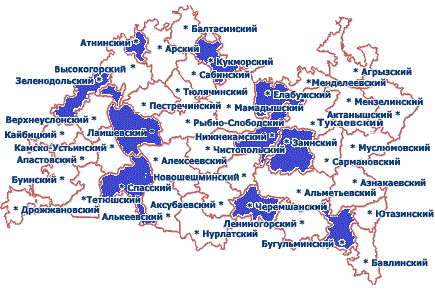 * Балтасинский
Атнинский *
* Арский
* Кукморский
Высокогорский *
* Сабинский
* Агрызский
Зеленодольский *
* Менделеевский
* Тюлячинский
* Елабужский
* Мензелинский
* Пестречинский
Мамадышский *
Актанышский *
Верхнеуслонский *
* Рыбно-Слободский
* Тукаевский
Кайбицкий *
Лаишевский *
Нижнекамский *
* Заинский
Камско-Устьинский *
* Чистопольский
* Муслюмовский
Апастовский *
* Алексеевский
* Сармановский
Буинский *
Новошешминский *
* Азнакаевский
* Спасский
* Альметьевский
* Тетюшский
Аксубаевский *
* Черемшанский
* Дрожжановский
* Ютазинский
Алькеевский *
Лениногорский *
* Нурлатский
Бугульминский *
* Бавлинский